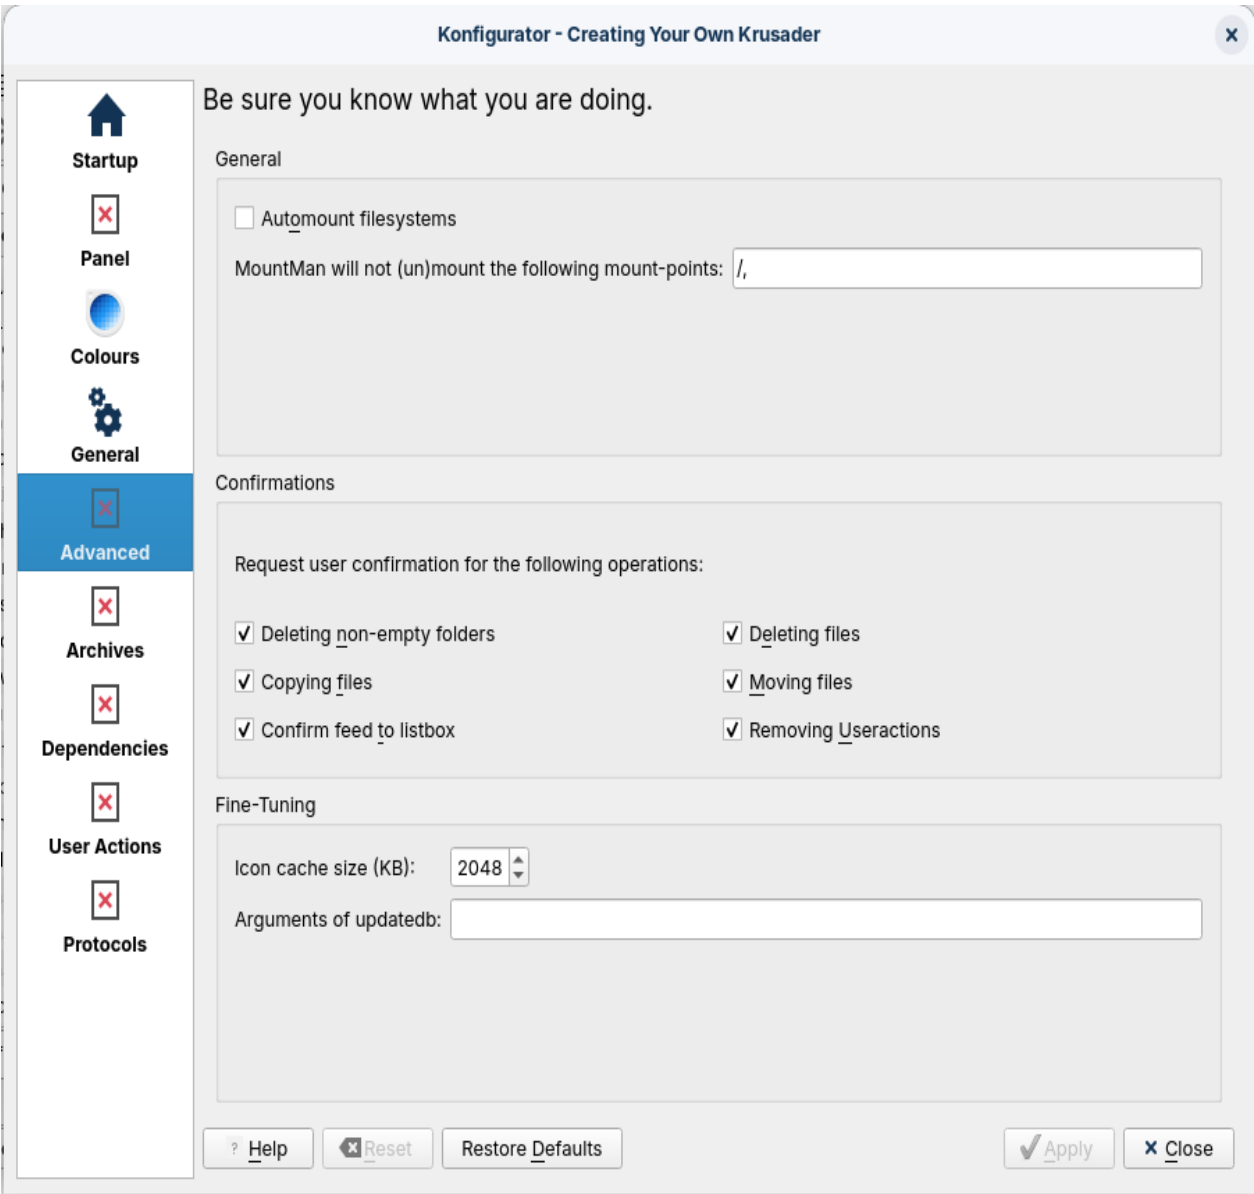 Konfigurator - Creating Your Own Krusader
Startup
Panel
Colours
General
Advanced
Archives
Dependencies
User Actions
Protocols
Be sure you know what you are doing.
General
Automount filesystems
MountMan will not (un)mount the following mount-points: /,
Confirmations
Request user confirmation for the following operations:
Deleting non-empty folders
Deleting files
Copying files
Moving files
Confirm feed to listbox
Removing Useractions
Fine-Tuning
Icon cache size (KB): 2048
Arguments of updatedb:
? Help
Reset
Restore Defaults
Apply
Close